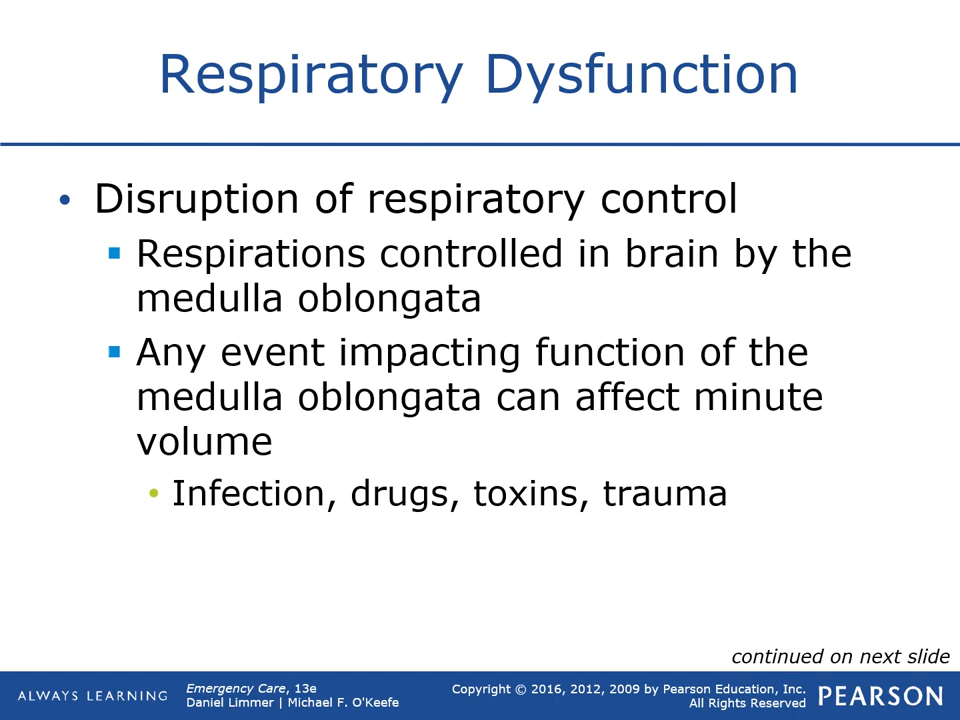 Respiratory Dysfunction
• Disruption of respiratory control
▪ Respirations controlled in brain by the
medulla oblongata
▪ Any event impacting function of the
medulla oblongata can affect minute
volume
• Infection, drugs, toxins, trauma
continued on next slide
ALWAYS LEARNING
Emergency Care, 13e
Daniel Limmer | Michael F. O'Keefe
Copyright © 2016, 2012, 2009 by Pearson Education, Inc.
All Rights Reserved
PEARSON